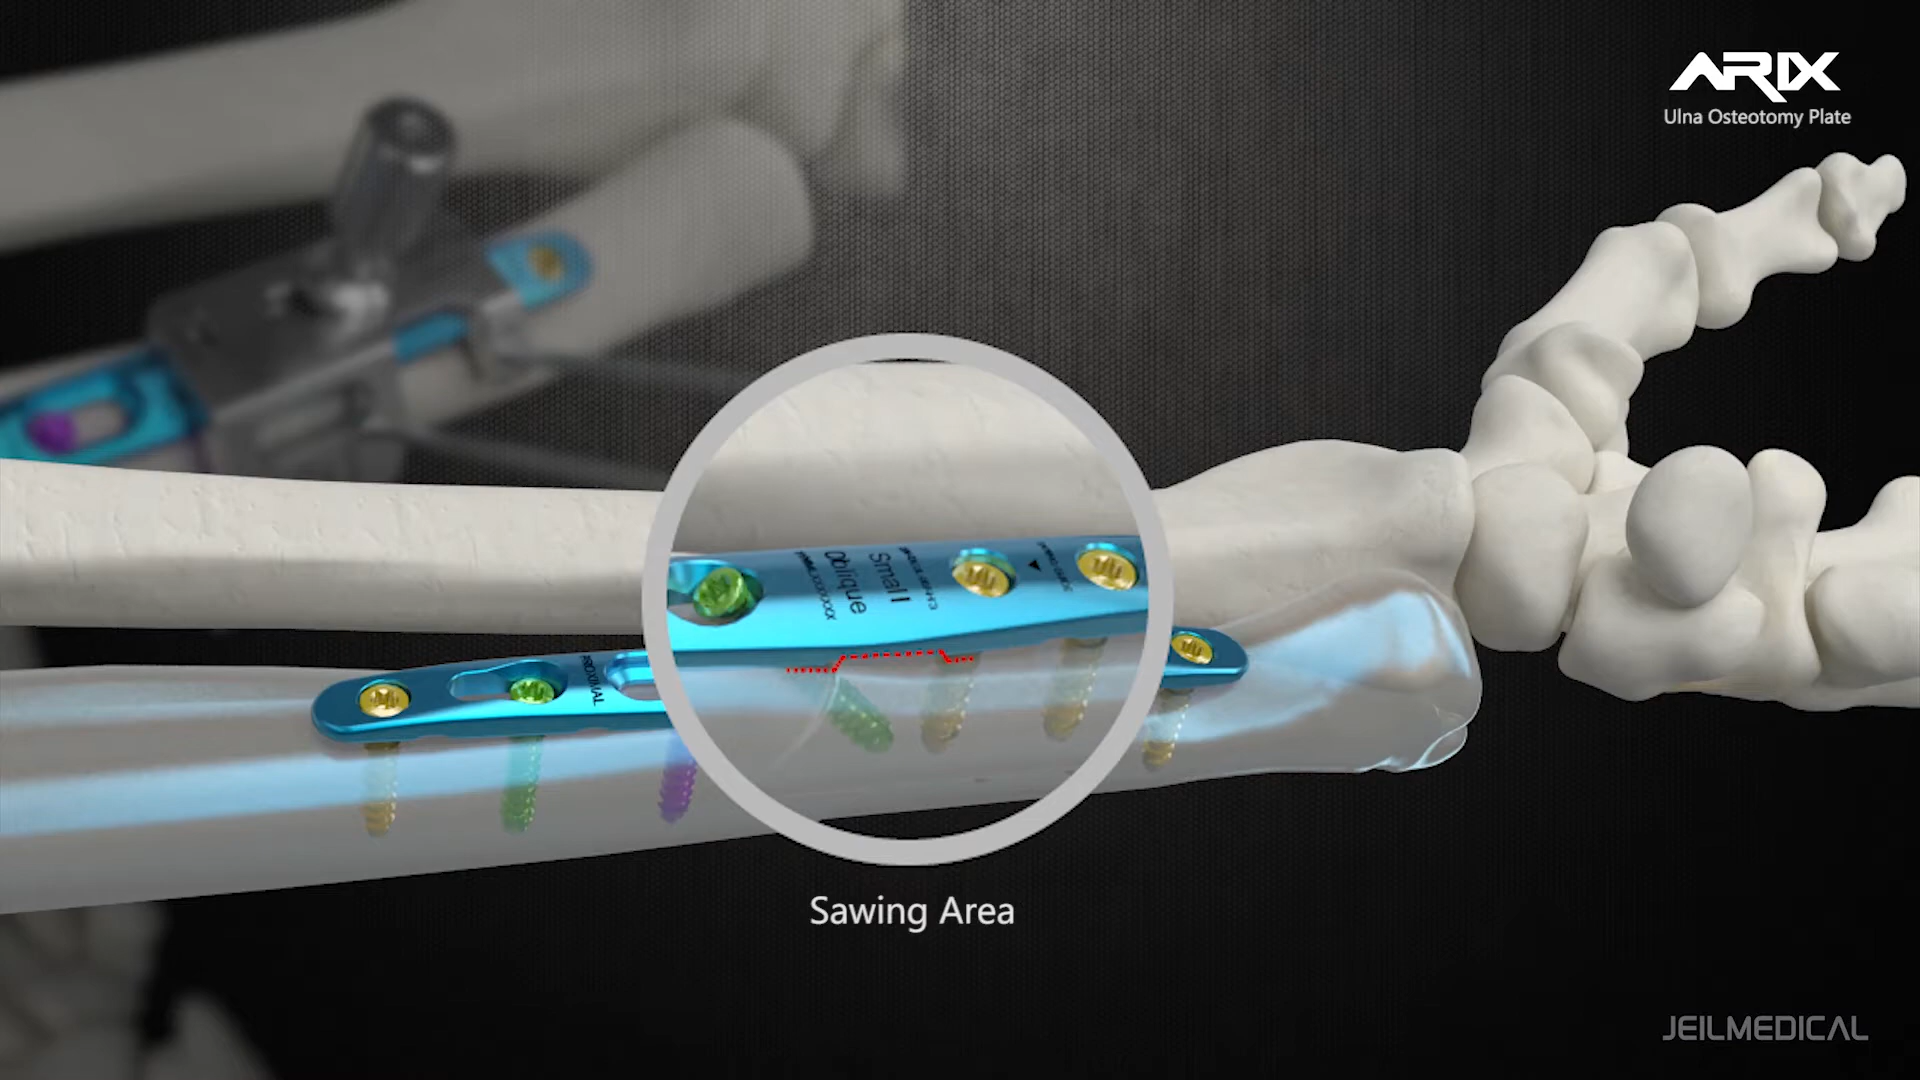 ARIX
Ulna Osteotomy Plate
Oblique
Small
PROXIMAL
Sawing Area
JEILMEDICAL